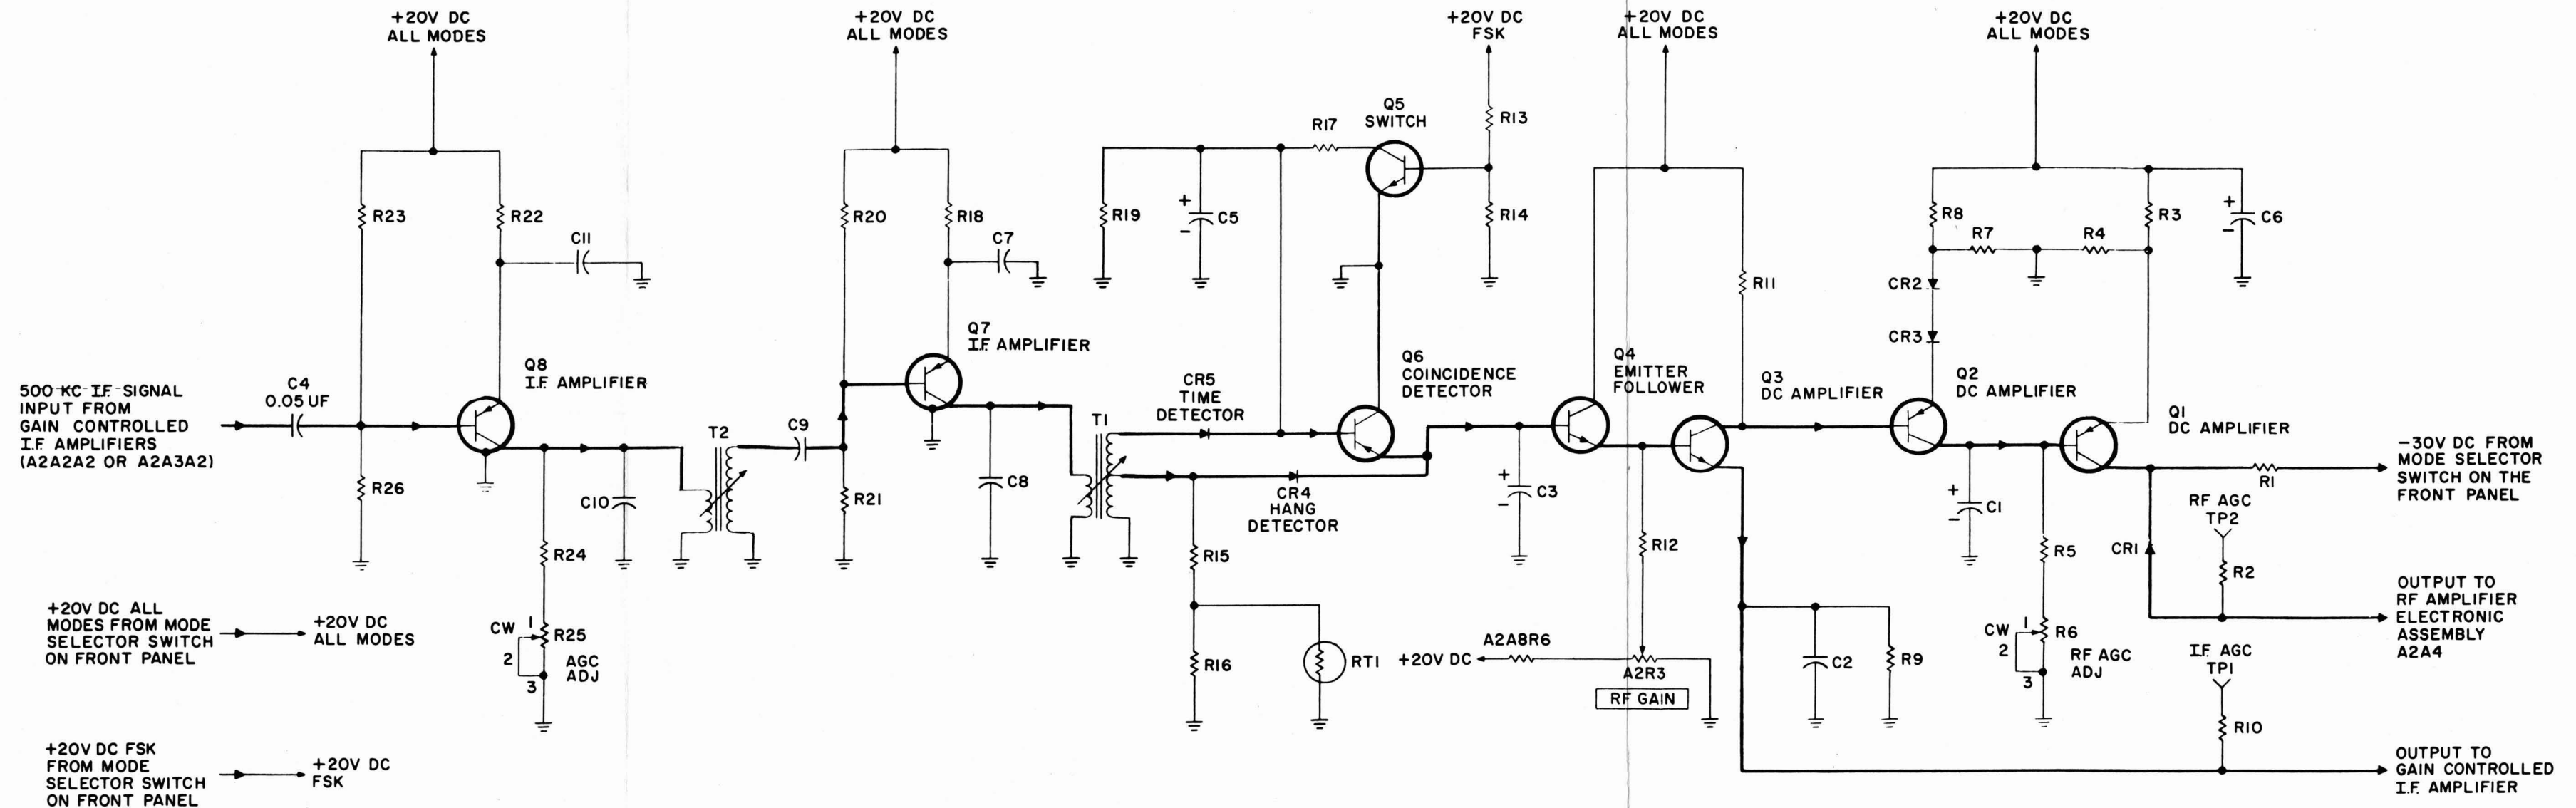 +20V DC
ALL MODES
+20V DC
ALL MODES
+20V DC
FSK
+20V DC
ALL MODES
+20V DC
ALL MODES
Q5
SWITCH
R17
R13
R23
R22
C11
R20
R18
C7
R19
+
-
C5
R14
R11
R8
R7
R4
R3
+
-
C6
CR2
CR3
Q8
I.F. AMPLIFIER
Q7
I.F. AMPLIFIER
CR5
TIME
DETECTOR
Q6
COINCIDENCE
DETECTOR
Q4
EMITTER
FOLLOWER
Q3
DC AMPLIFIER
Q2
DC AMPLIFIER
Q1
DC AMPLIFIER
500 KC I.F. SIGNAL
INPUT FROM
GAIN CONTROLLED
I.F. AMPLIFIERS
(A2A2A2 OR A2A3A2)
C4
0.05 UF
T2
C9
T1
CR4
HANG
DETECTOR
-30V DC FROM
MODE SELECTOR
SWITCH ON THE
FRONT PANEL
R1
R26
C10
R21
C8
+
-
C3
+
-
C1
RF AGC
TP2
R24
R15
R12
R5
CR1
R2
+20V DC ALL
MODES FROM MODE
SELECTOR SWITCH
ON FRONT PANEL
+20V DC
ALL MODES
CW
1
2
3
R25
AGC
ADJ
R16
RT1
+20V DC
A2A8R6
A2R3
RF GAIN
C2
R9
CW
1
2
3
R6
RF AGC
ADJ
I.F. AGC
TP1
R10
OUTPUT TO
RF AMPLIFIER
ELECTRONIC
ASSEMBLY
A2A4
+20V DC FSK
FROM MODE
SELECTOR SWITCH
ON FRONT PANEL
+20V DC
FSK
OUTPUT TO
GAIN CONTROLLED
I.F. AMPLIFIER